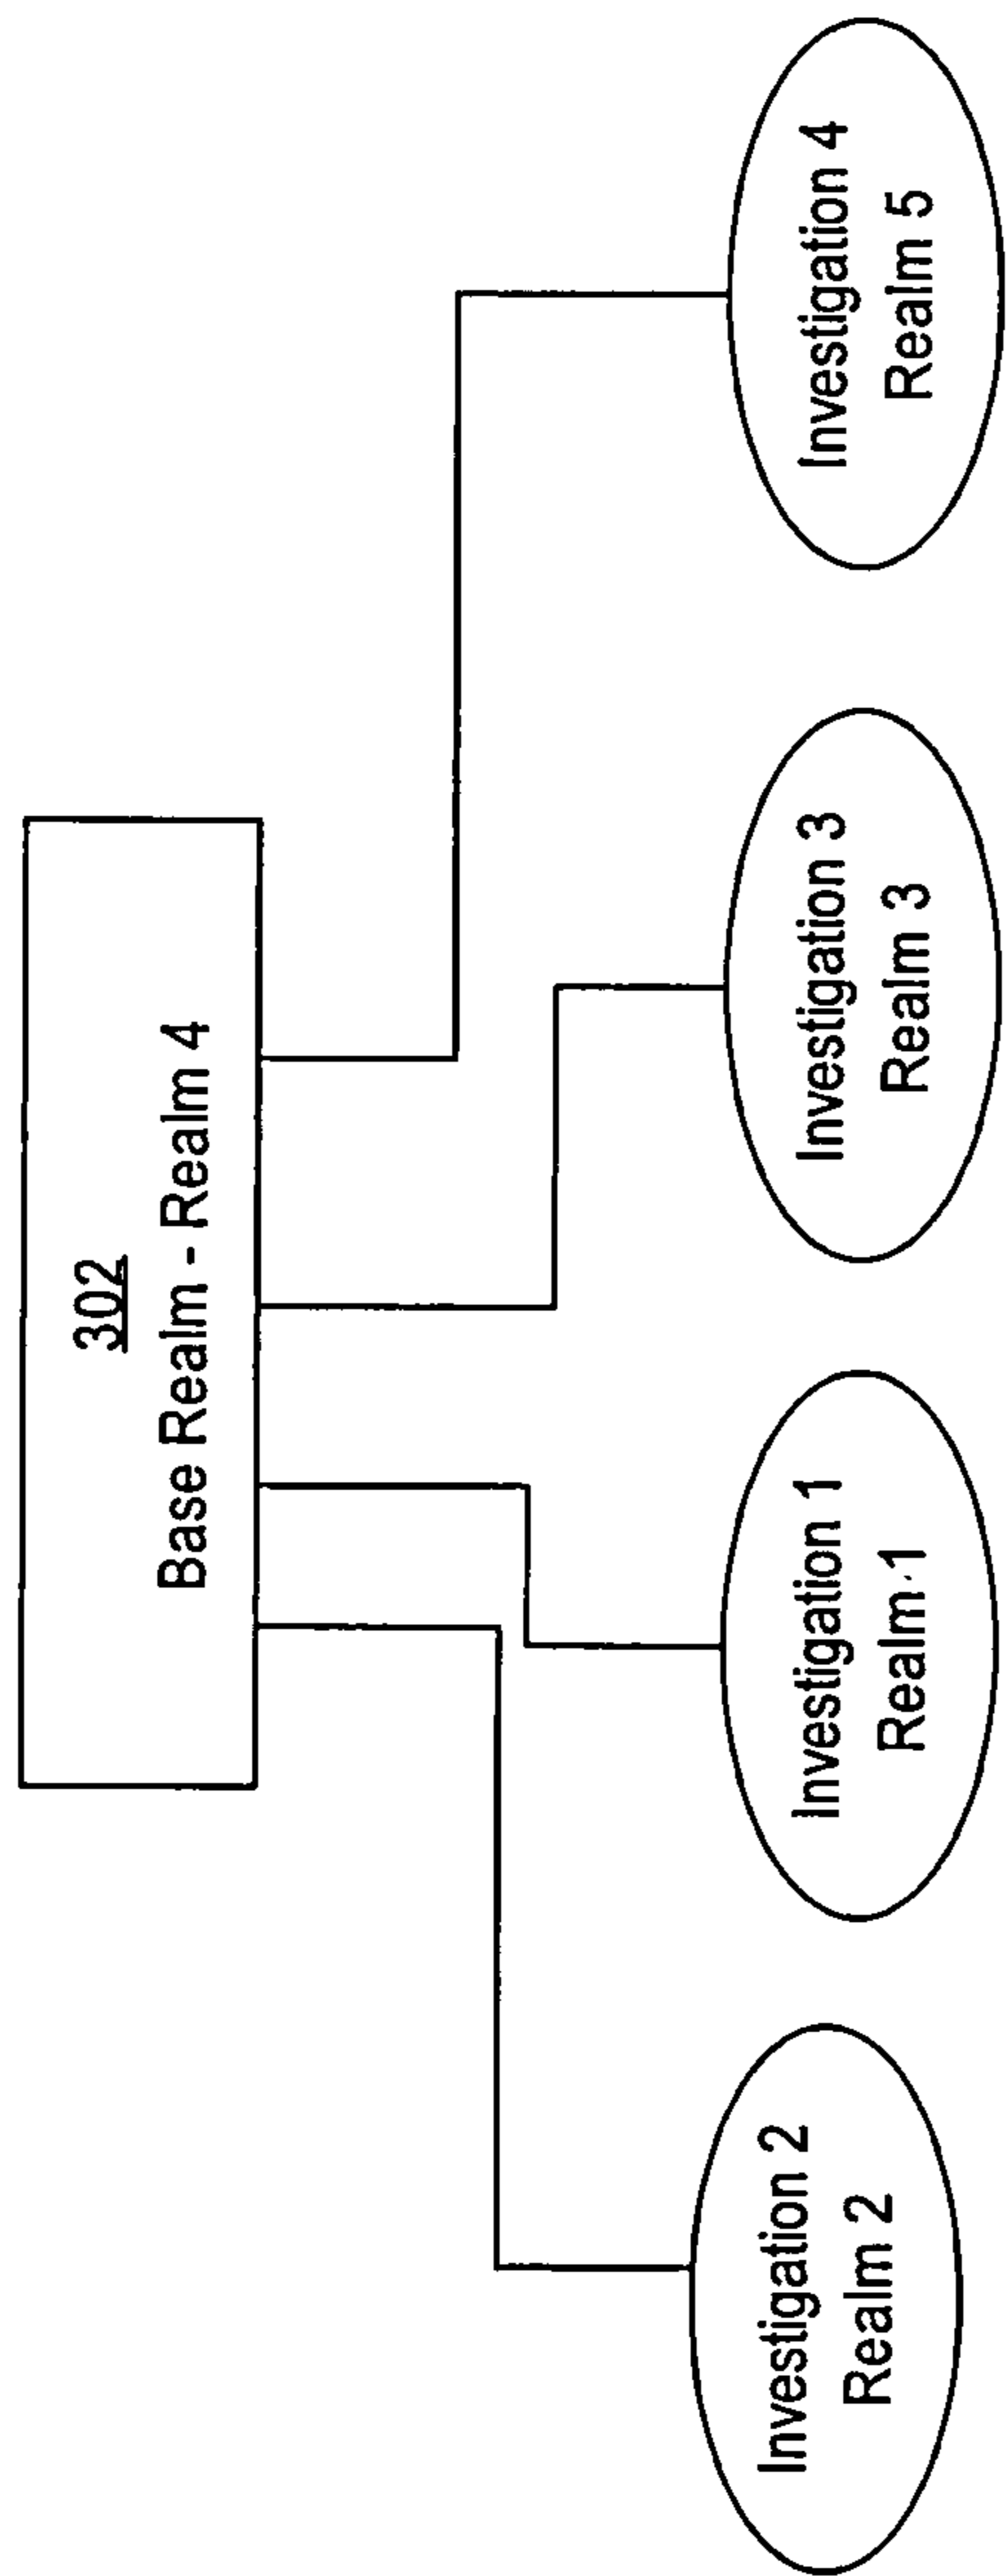 302
Base Realm - Realm 4
Investigation 2
Realm 2
Investigation 1
Realm 1
Investigation 3
Realm 3
Investigation 4
Realm 5